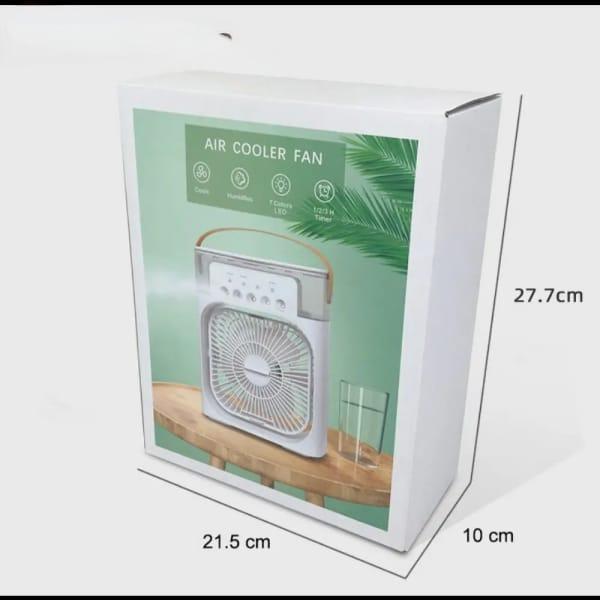 AIR COOLER FAN
Cools
Humidifies
7 Colors
LED
1/2/3 H
Timer
27.7cm
21.5 cm
10 cm